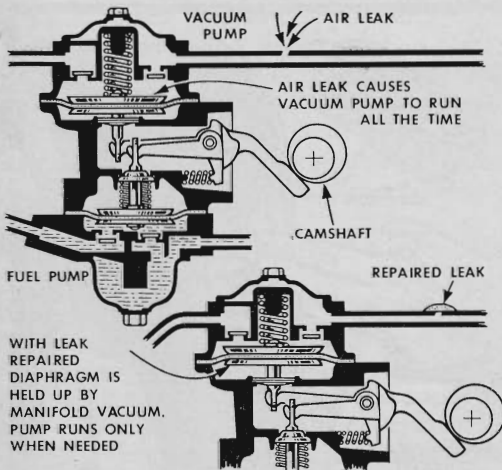 VACUUM
PUMP
AIR LEAK
AIR LEAK CAUSES
VACUUM PUMP TO RUN
ALL THE TIME
CAMSHAFT
FUEL PUMP
REPAIRED LEAK
WITH LEAK
REPAIRED
DIAPHRAGM IS
HELD UP BY
MANIFOLD VACUUM.
PUMP RUNS ONLY
WHEN NEEDED